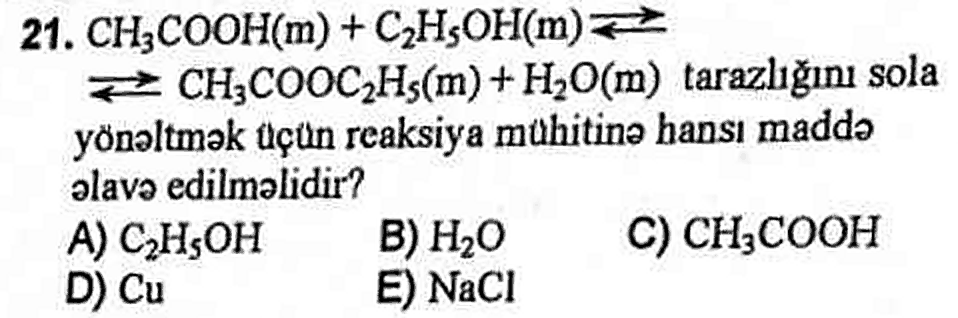 21. CH₃COOH(m) + C₂H₅OH(m) ⇄
⇄ CH₃COOC₂H₅(m) + H₂O(m) tarazlığını sola
yönəltmək üçün reaksiya mühitinə hansı maddə
əlavə edilməlidir?
A) C₂H₅OH B) H₂O C) CH₃COOH
D) Cu E) NaCl